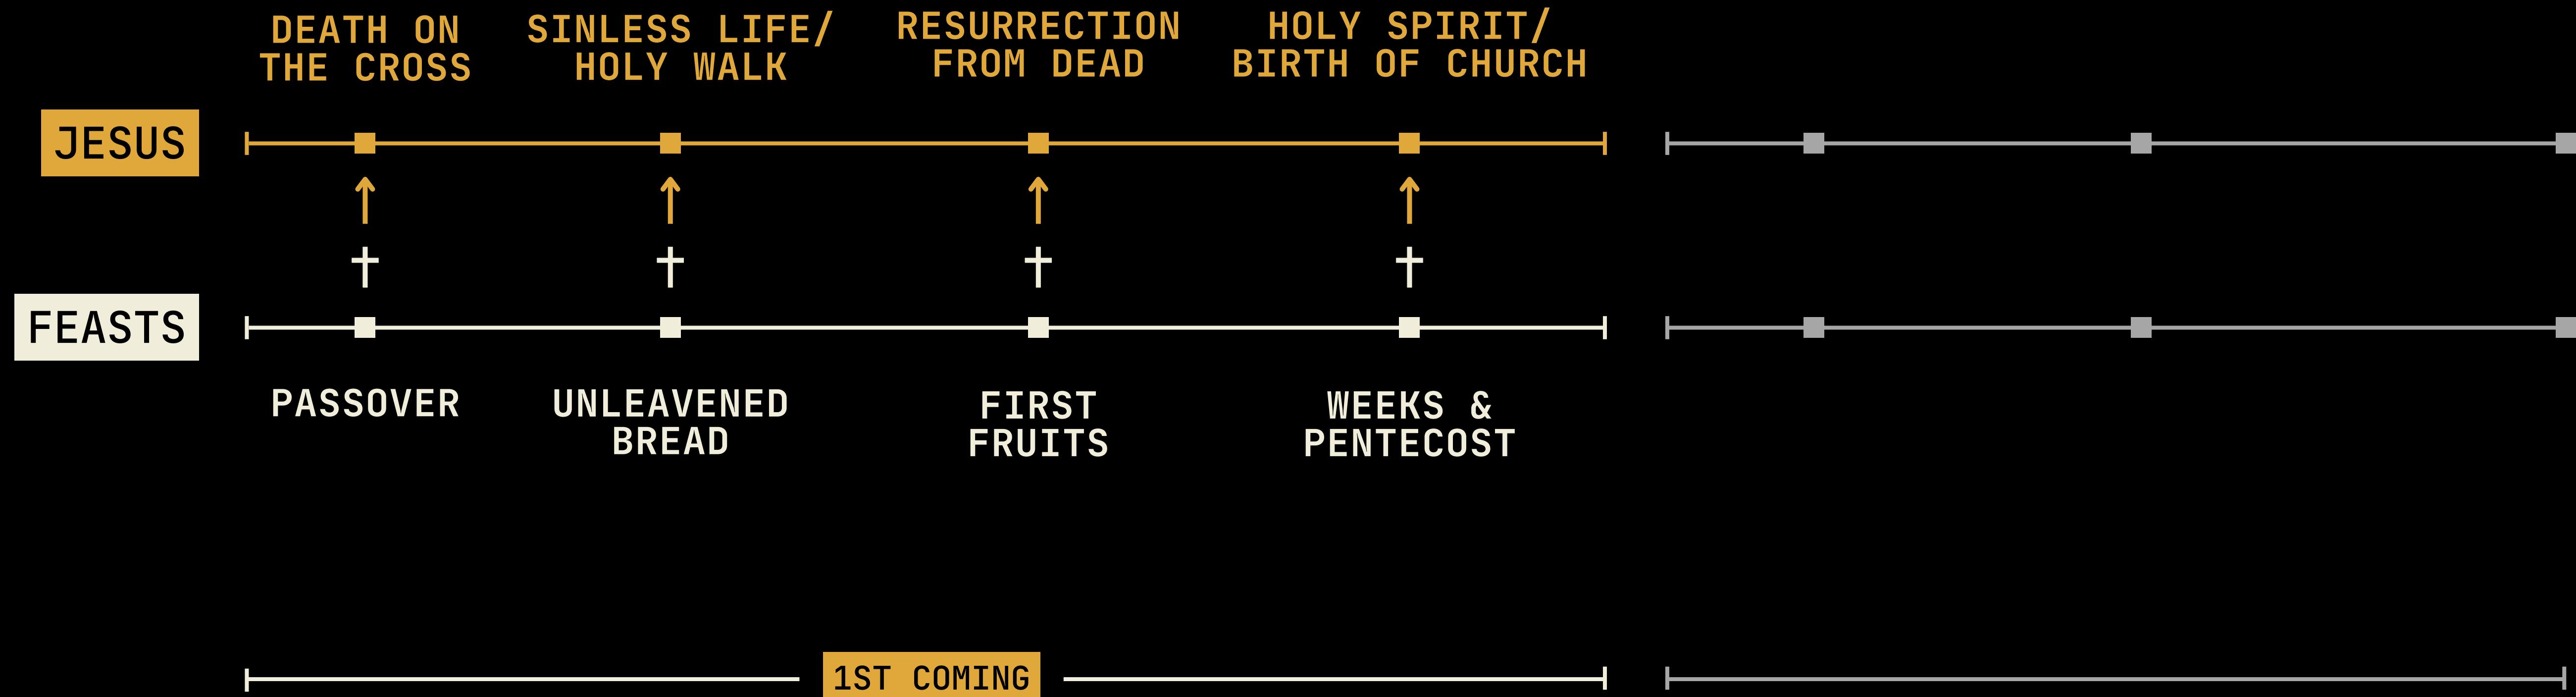 DEATH ON
THE CROSS
SINLESS LIFE/
HOLY WALK
RESURRECTION
FROM DEAD
HOLY SPIRIT/
BIRTH OF CHURCH
JESUS
FEASTS
PASSOVER
UNLEAVENED
BREAD
FIRST
FRUITS
WEEKS &
PENTECOST
1ST COMING